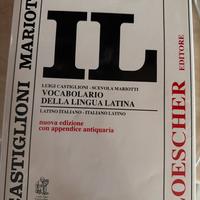 CASTIGLIONI MARIOTTI
IL
LUIGI CASTIGLIONI - SCEVOLA MARIOTTI
VOCABOLARIO
DELLA LINGUA LATINA
LATINO ITALIANO - ITALIANO LATINO
nuova edizione
con appendice antiquaria
LOESCHER EDITORE